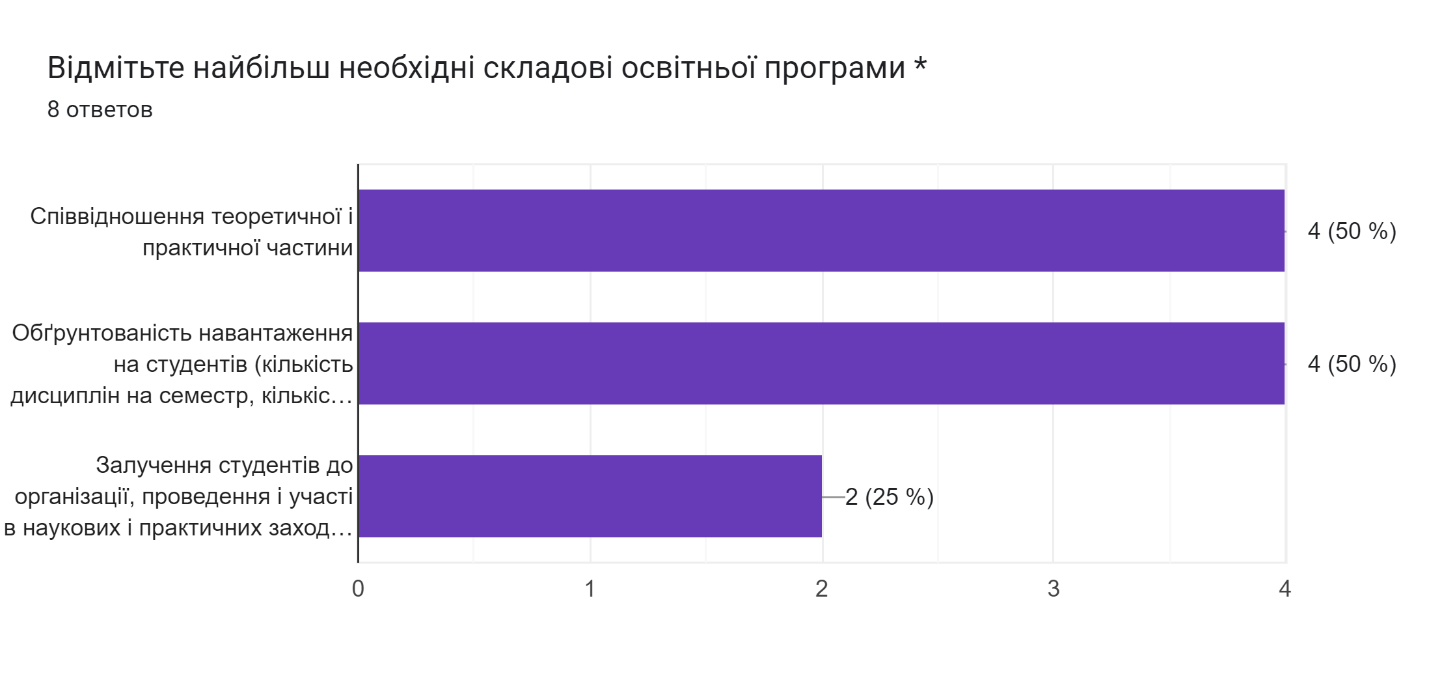 Відмітьте найбільш необхідні складові освітньої програми *
8 ответов
Співвідношення теоретичної і
практичної частини
4 (50 %)
Обґрунтованість навантаження
на студентів (кількість
дисциплін на семестр, кількіс…
4 (50 %)
Залучення студентів до
організації, проведення і участі
в наукових і практичних заход…
2 (25 %)
0 1 2 3 4